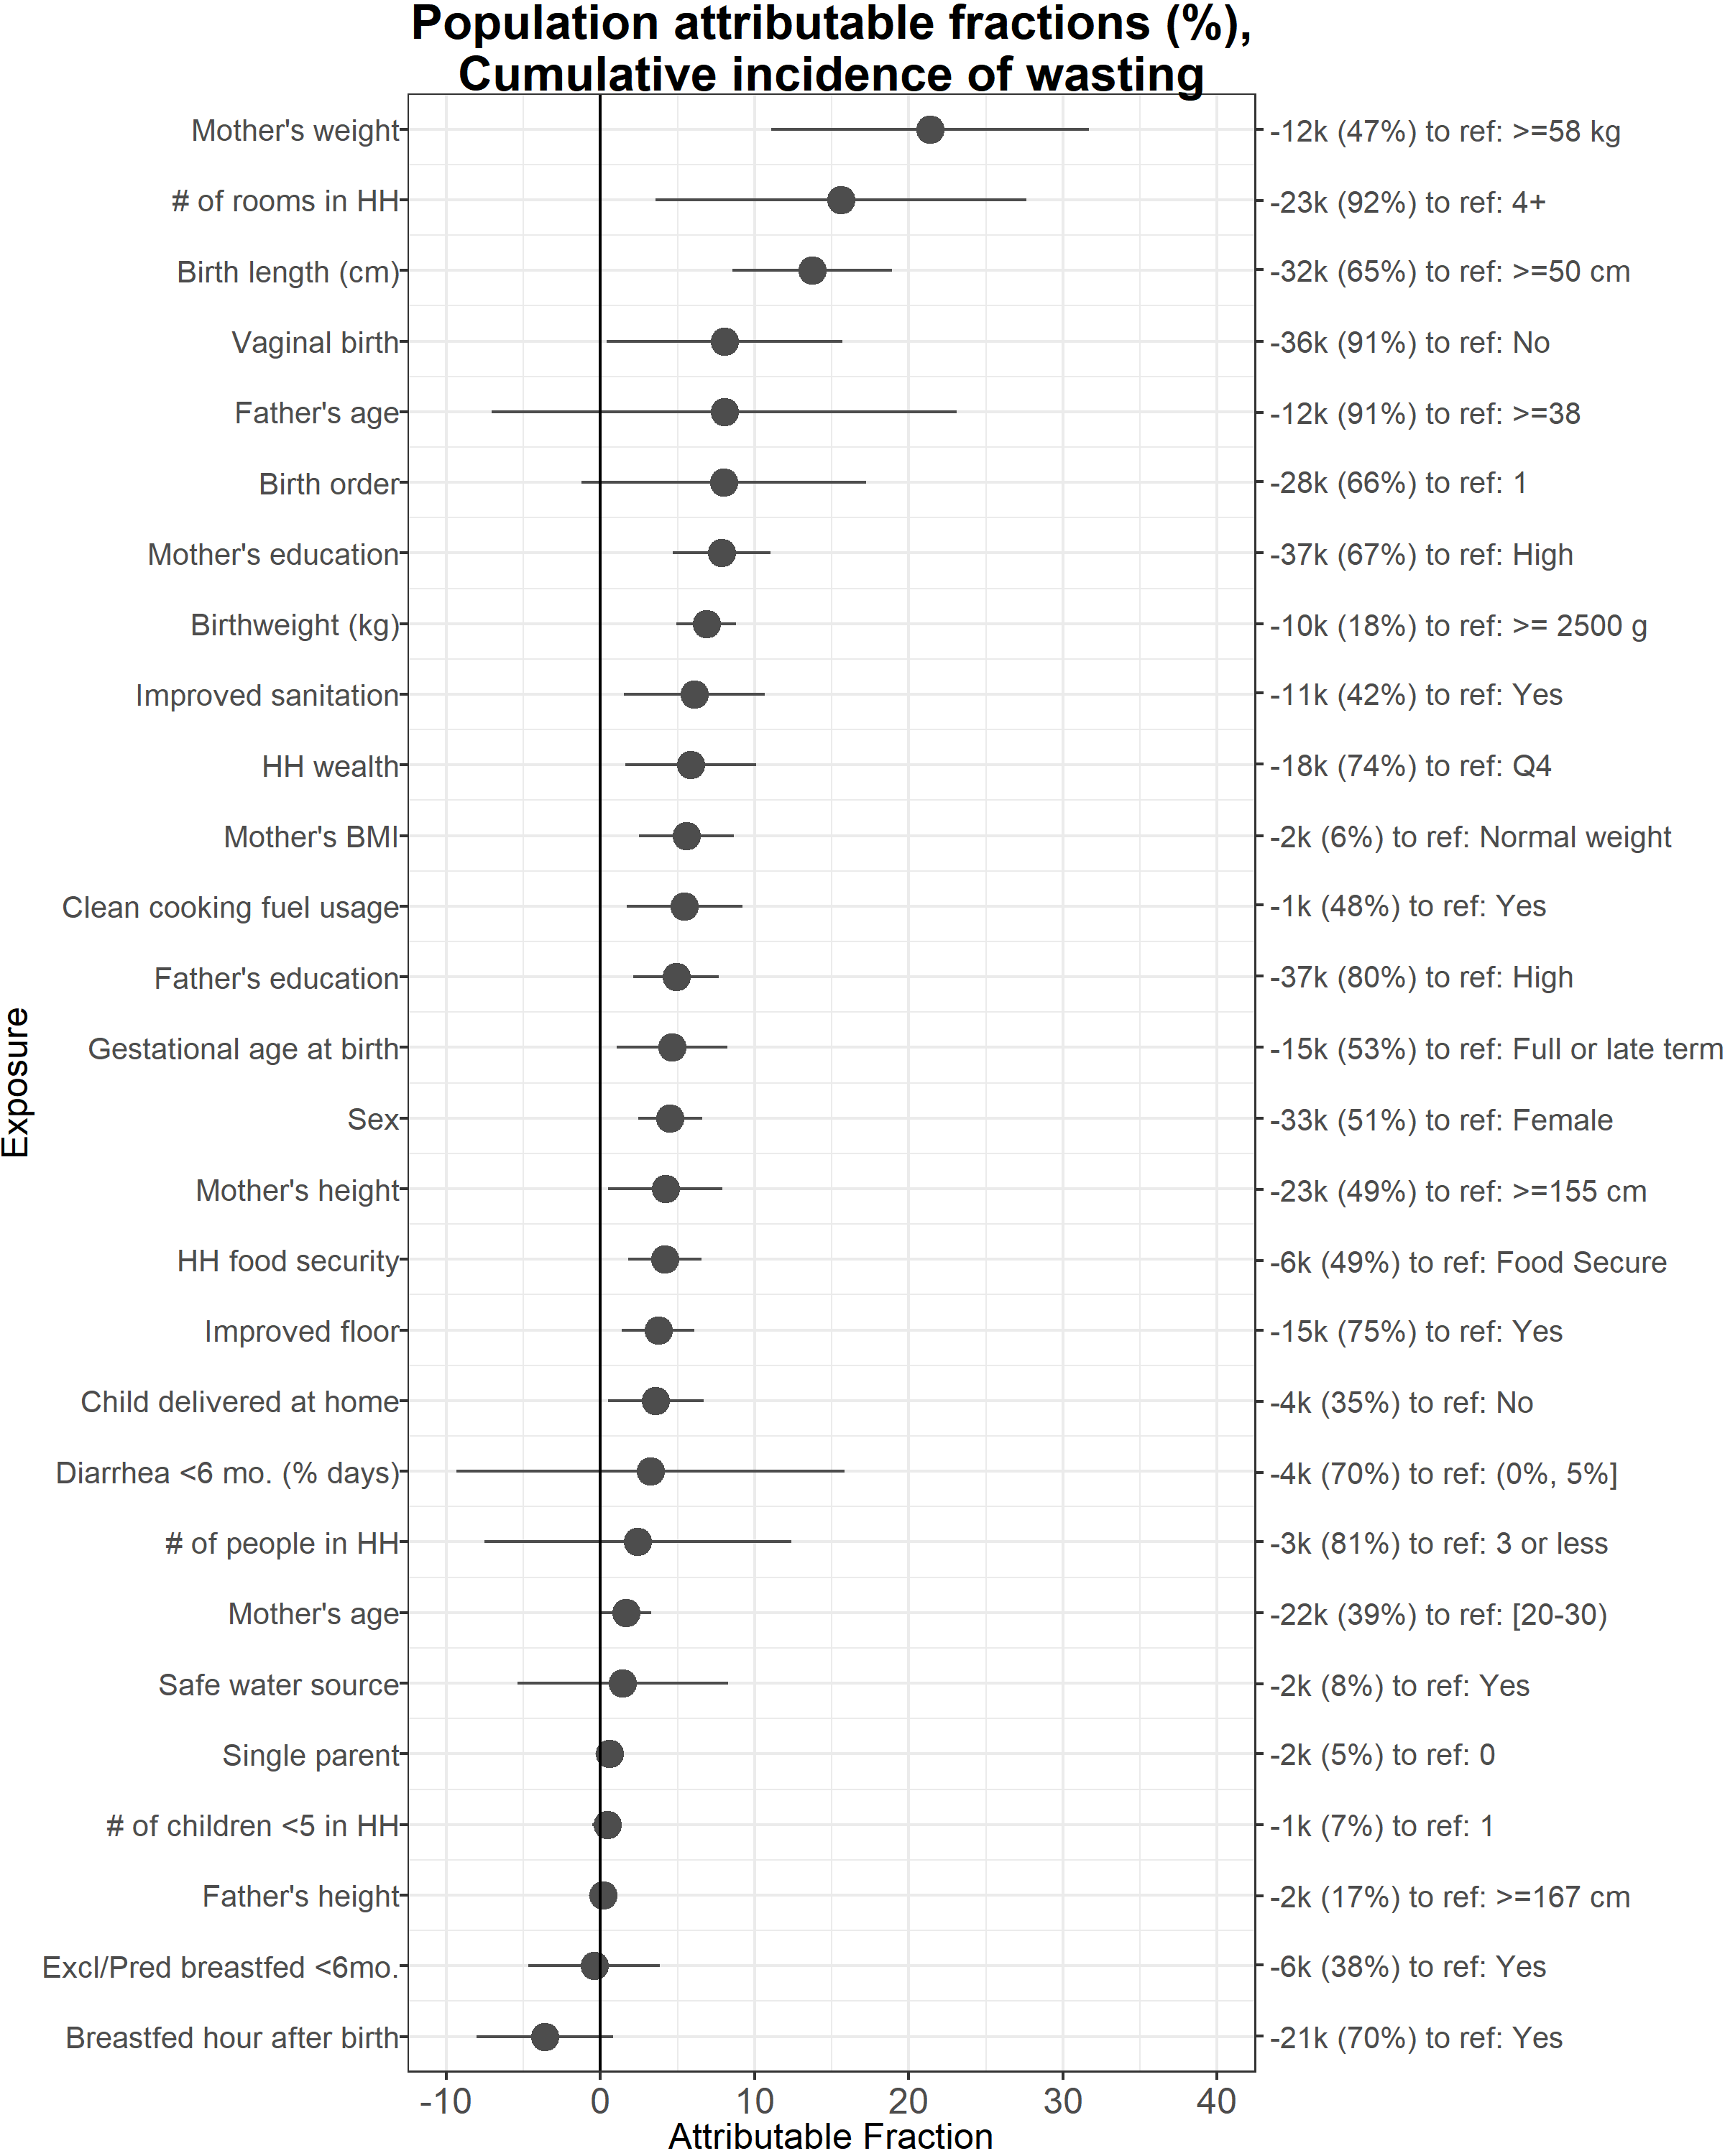 Population attributable fractions (%),
Cumulative incidence of wasting
Mother's weight -12k (47%) to ref: >=58 kg
# of rooms in HH -23k (92%) to ref: 4+
Birth length (cm) -32k (65%) to ref: >=50 cm
Vaginal birth -36k (91%) to ref: No
Father's age -12k (91%) to ref: >=38
Birth order -28k (66%) to ref: 1
Mother's education -37k (67%) to ref: High
Birthweight (kg) -10k (18%) to ref: >= 2500 g
Improved sanitation -11k (42%) to ref: Yes
HH wealth -18k (74%) to ref: Q4
Mother's BMI -2k (6%) to ref: Normal weight
Clean cooking fuel usage -1k (48%) to ref: Yes
Father's education -37k (80%) to ref: High
Gestational age at birth -15k (53%) to ref: Full or late term
Sex -33k (51%) to ref: Female
Mother's height -23k (49%) to ref: >=155 cm
HH food security -6k (49%) to ref: Food Secure
Improved floor -15k (75%) to ref: Yes
Child delivered at home -4k (35%) to ref: No
Diarrhea <6 mo. (% days) -4k (70%) to ref: (0%, 5%]
# of people in HH -3k (81%) to ref: 3 or less
Mother's age -22k (39%) to ref: [20-30)
Safe water source -2k (8%) to ref: Yes
Single parent -2k (5%) to ref: 0
# of children <5 in HH -1k (7%) to ref: 1
Father's height -2k (17%) to ref: >=167 cm
Excl/Pred breastfed <6mo. -6k (38%) to ref: Yes
Breastfed hour after birth -21k (70%) to ref: Yes
Exposure
-10 0 10 20 30 40
Attributable Fraction